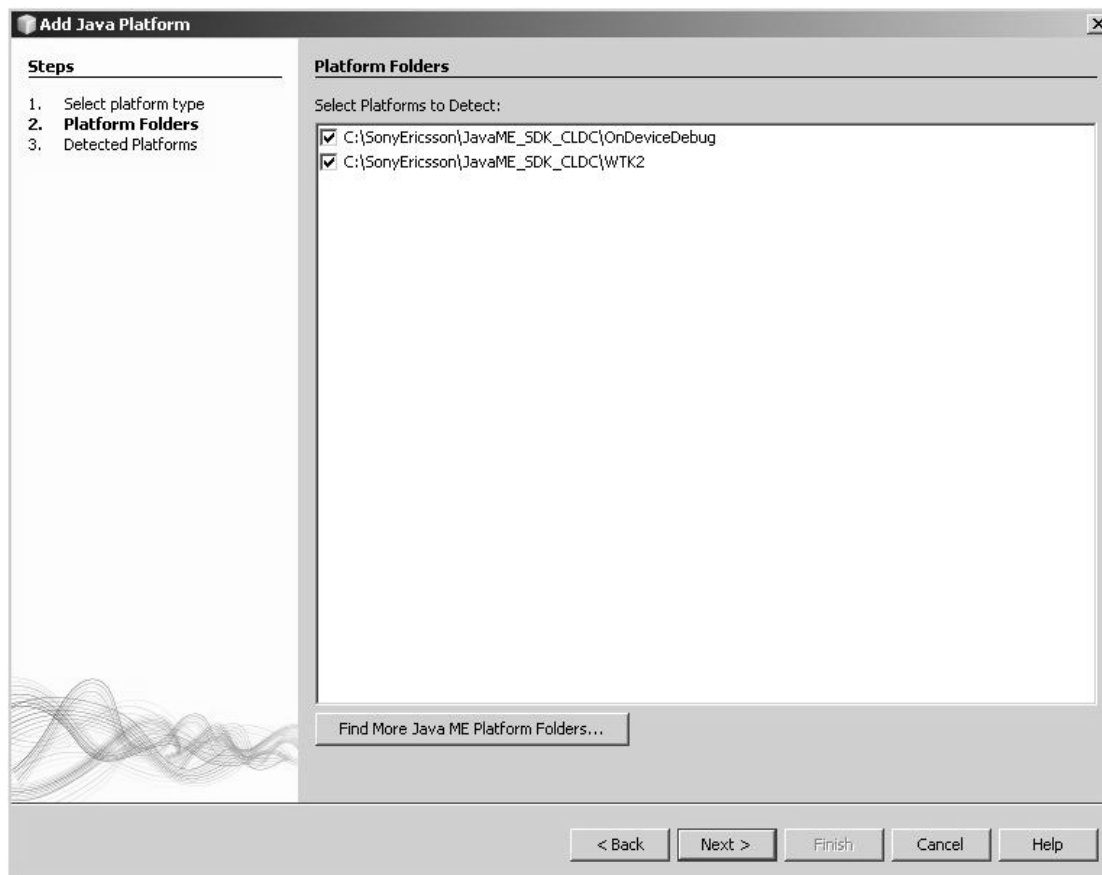 Add Java Platform
Steps
1. Select platform type
2. Platform Folders
3. Detected Platforms
Platform Folders
Select Platforms to Detect:
C:\SonyEricsson\JavaME_SDK_CLDC\OnDeviceDebug
C:\SonyEricsson\JavaME_SDK_CLDC\WTK2
Find More Java ME Platform Folders...
< Back Next > Finish Cancel Help